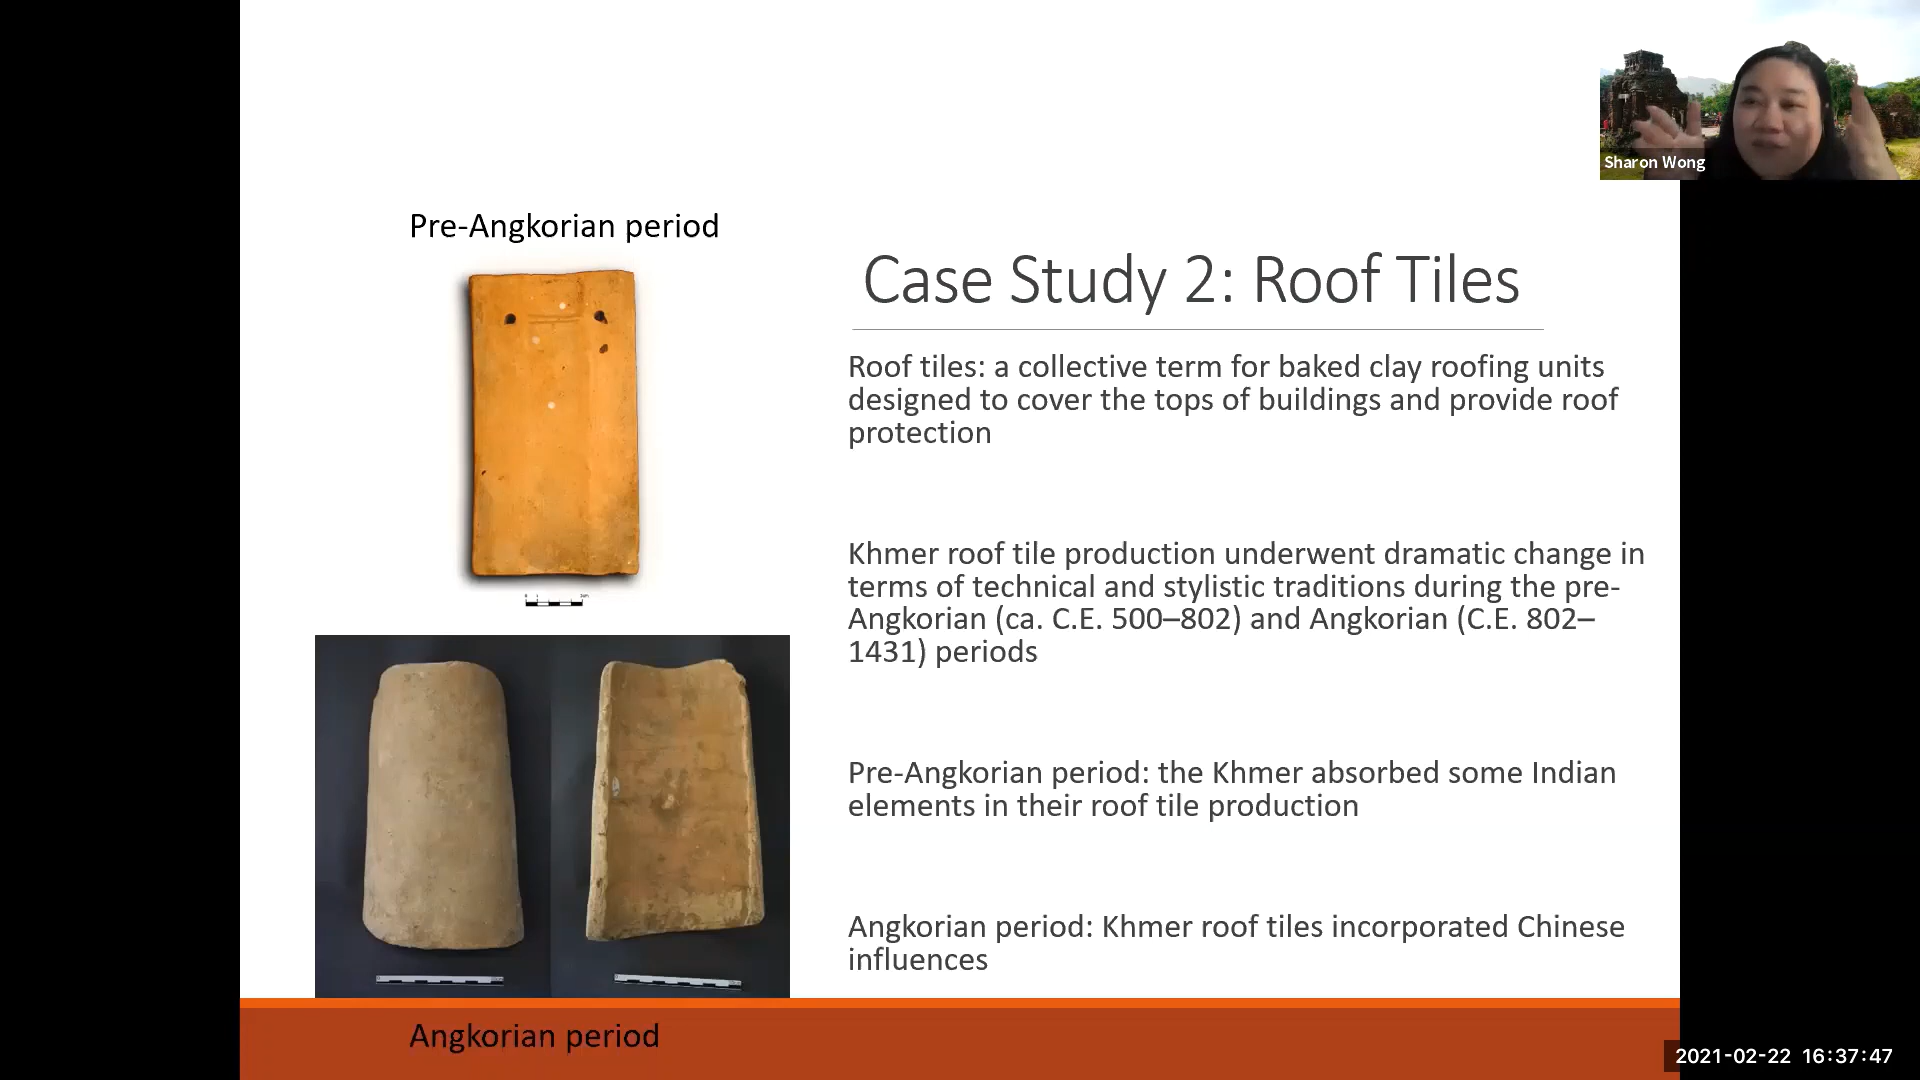 Sharon Wong
Pre-Angkorian period
Case Study 2: Roof Tiles
Roof tiles: a collective term for baked clay roofing units
designed to cover the tops of buildings and provide roof
protection
Khmer roof tile production underwent dramatic change in
terms of technical and stylistic traditions during the pre-
Angkorian (ca. C.E. 500–802) and Angkorian (C.E. 802–
1431) periods
Pre-Angkorian period: the Khmer absorbed some Indian
elements in their roof tile production
Angkorian period: Khmer roof tiles incorporated Chinese
influences
Angkorian period
2021-02-22 16:37:47